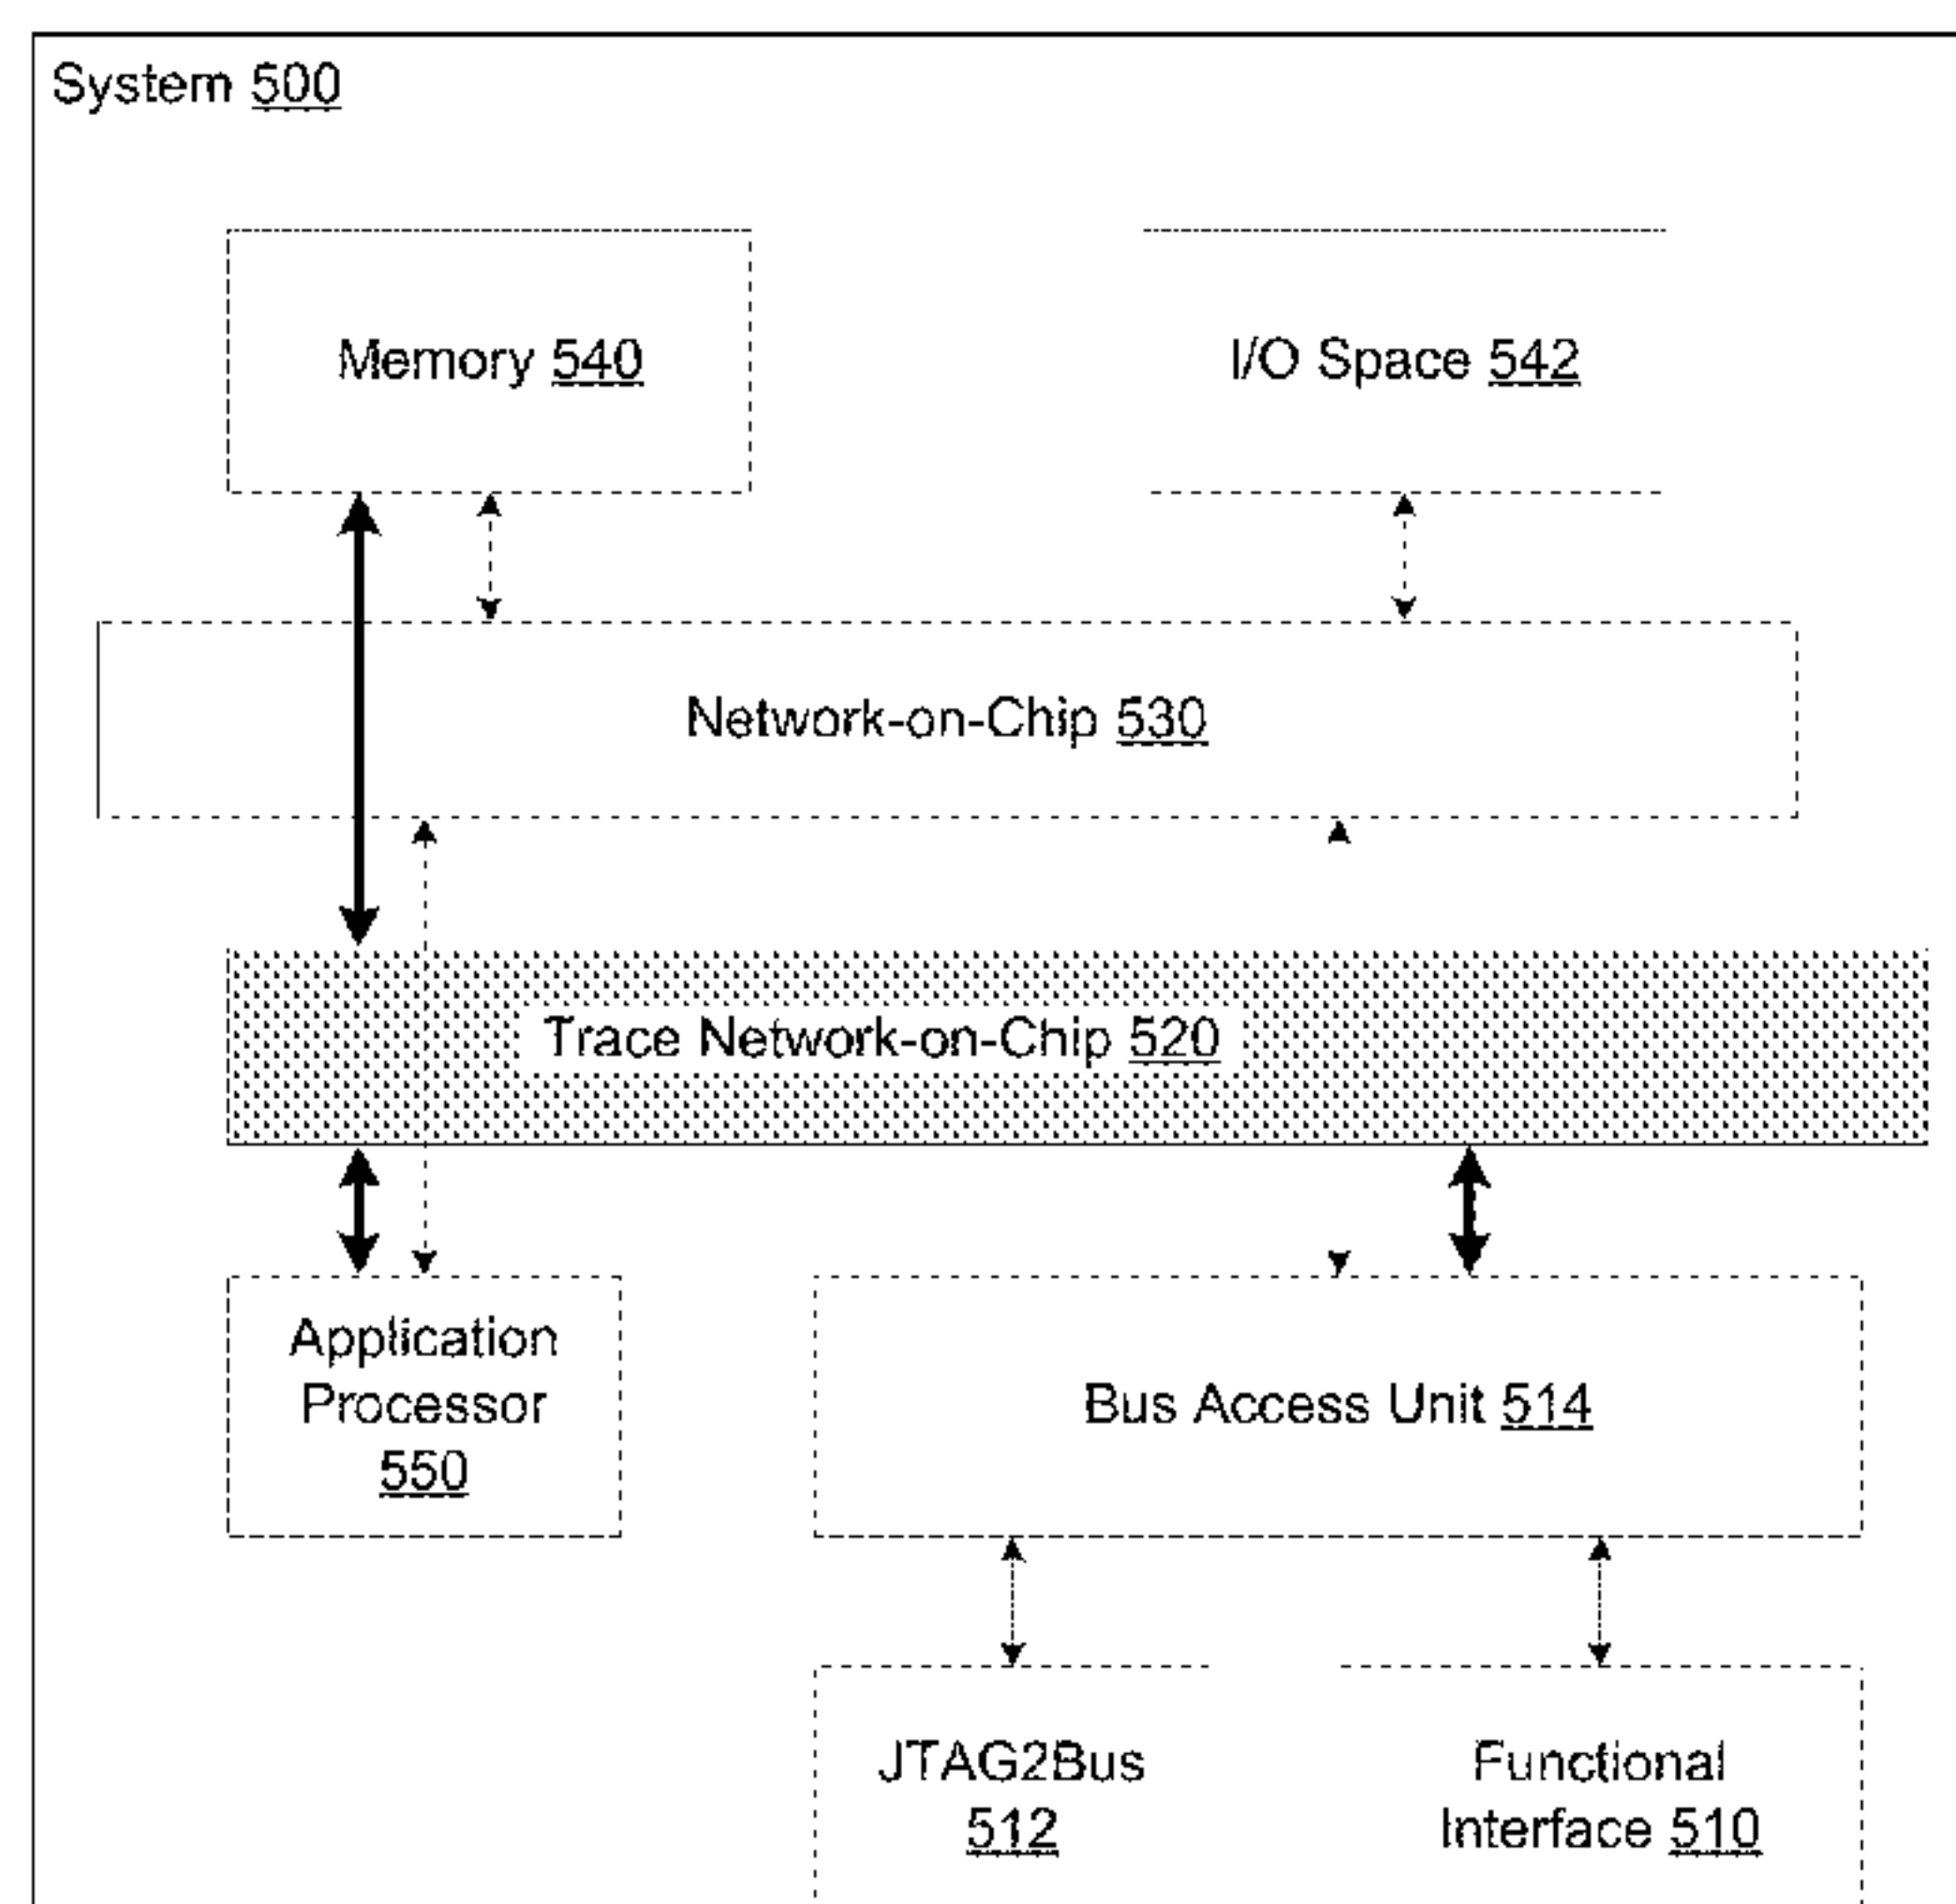 System 500
Memory 540
I/O Space 542
Network-on-Chip 530
Trace Network-on-Chip 520
Application
Processor
550
Bus Access Unit 514
JTAG2Bus
512
Functional
Interface 510